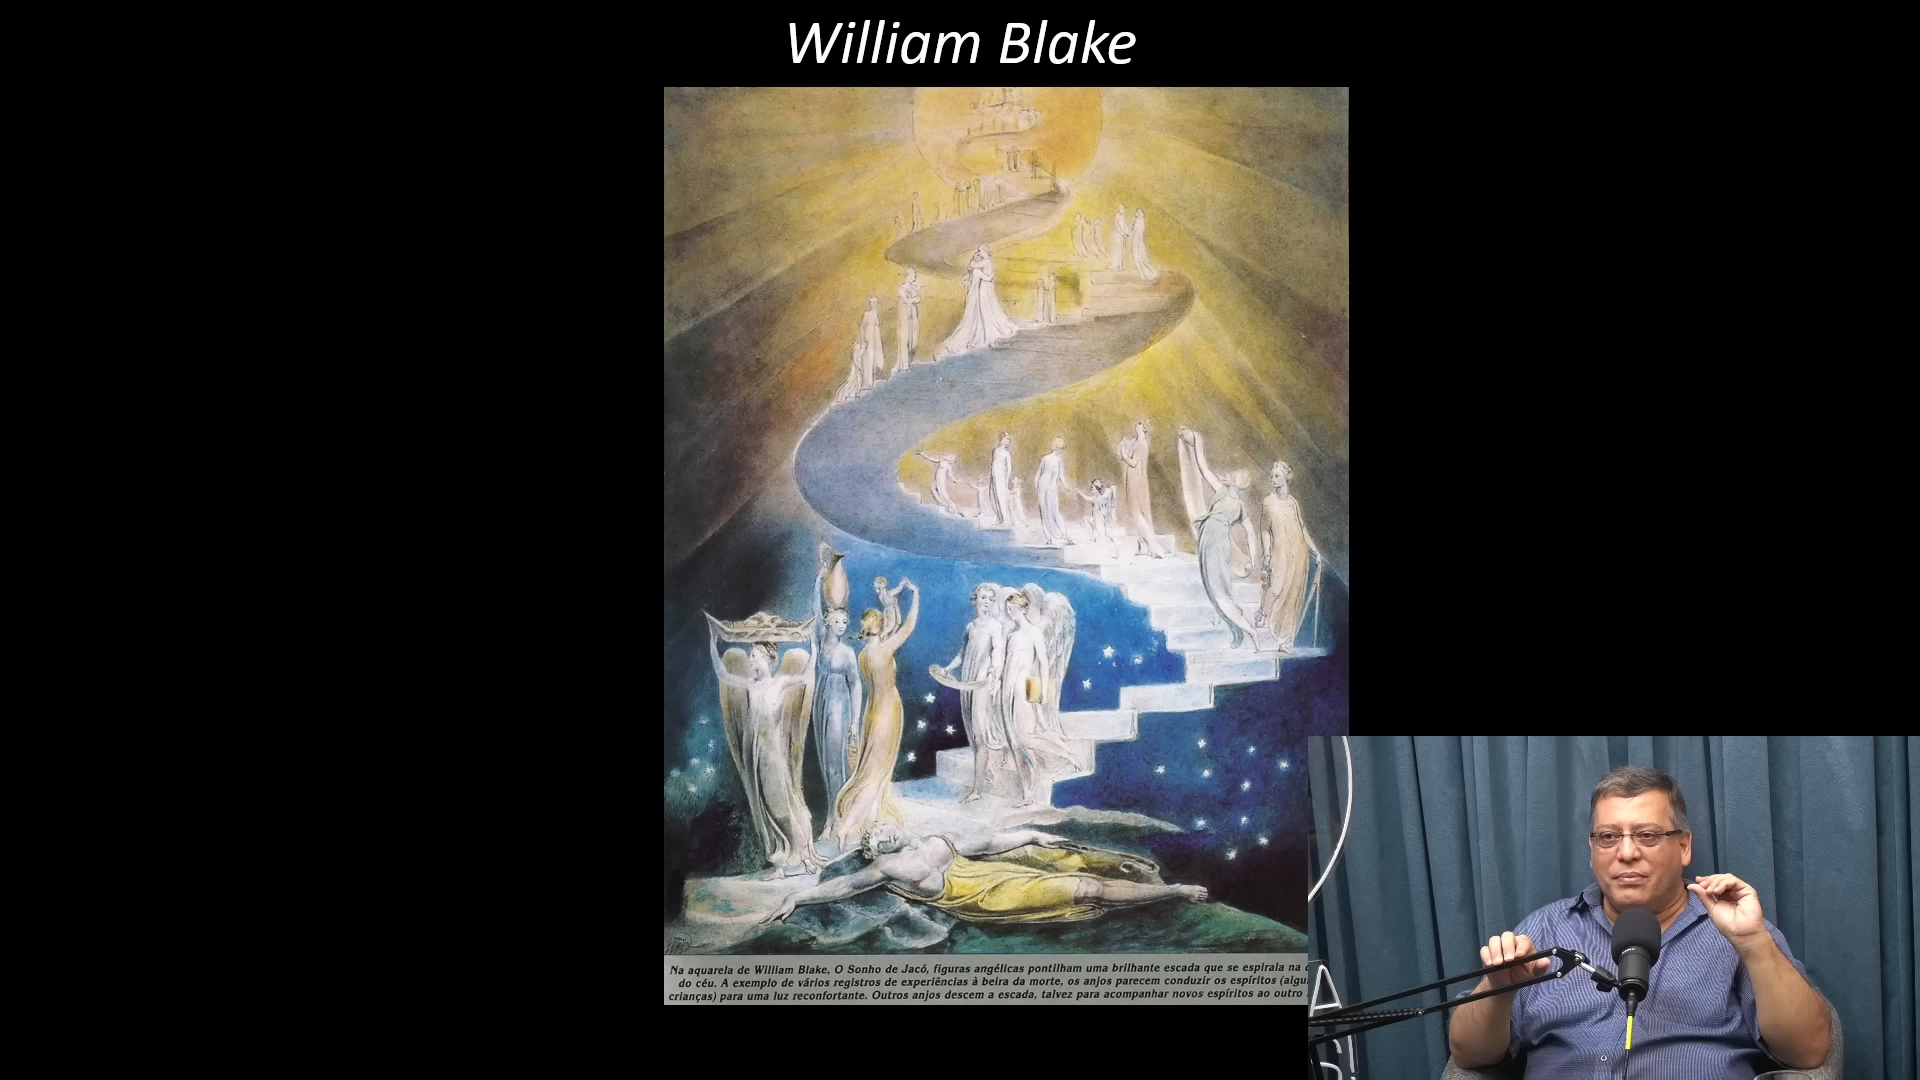 William Blake
Na aquarela de William Blake, O Sonho de Jacó, figuras angélicas pontilham uma brilhante escada que se espirala na
do céu. A exemplo de vários registros de experiências à beira da morte, os anjos parecem conduzir os espíritos
crianças) para uma luz reconfortante. Outros anjos descem a escada, talvez para acompanhar novos espíritos ao outro